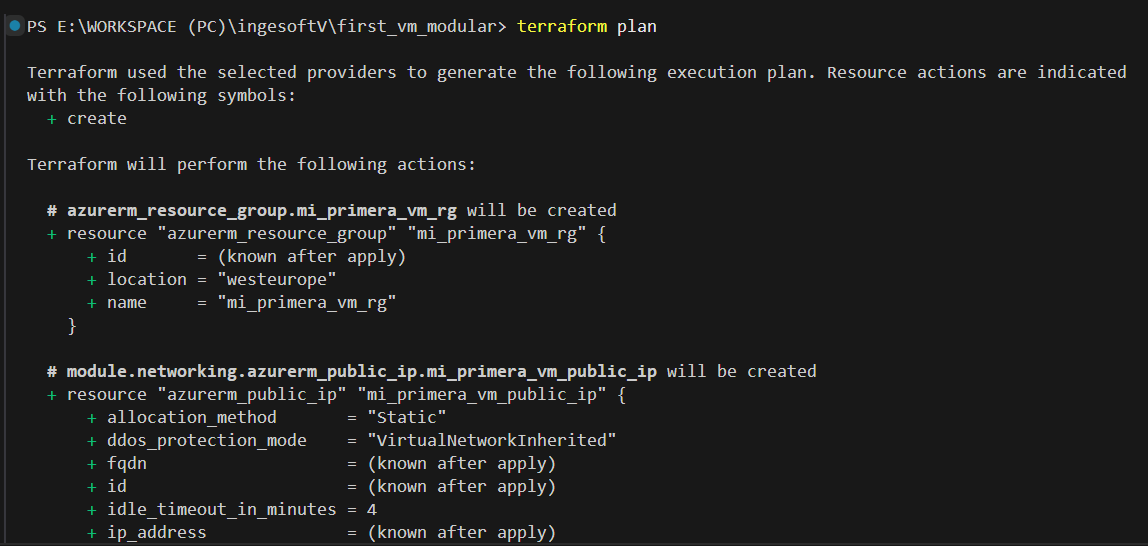 PS E:\WORKSPACE (PC)\ingesoftV\first_vm_modular> terraform plan
Terraform used the selected providers to generate the following execution plan. Resource actions are indicated
with the following symbols:
  + create
Terraform will perform the following actions:
  # azurerm_resource_group.mi_primera_vm_rg will be created
  + resource "azurerm_resource_group" "mi_primera_vm_rg" {
      + id       = (known after apply)
      + location = "westeurope"
      + name     = "mi_primera_vm_rg"
    }
  # module.networking.azurerm_public_ip.mi_primera_vm_public_ip will be created
  + resource "azurerm_public_ip" "mi_primera_vm_public_ip" {
      + allocation_method       = "Static"
      + ddos_protection_mode    = "VirtualNetworkInherited"
      + fqdn                    = (known after apply)
      + id                      = (known after apply)
      + idle_timeout_in_minutes = 4
      + ip_address              = (known after apply)